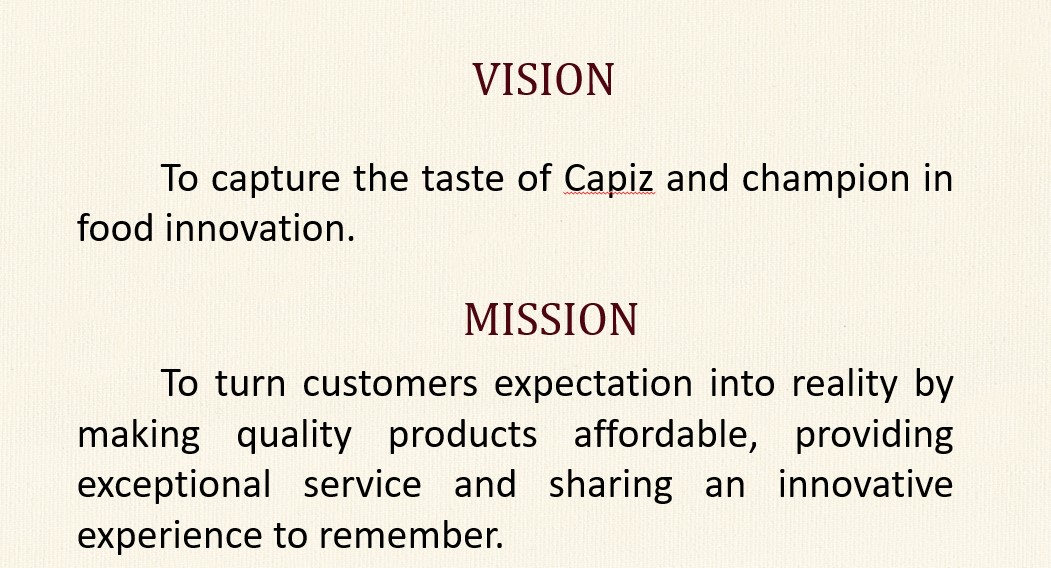 VISION
To capture the taste of Capiz and champion in
food innovation.
MISSION
To turn customers expectation into reality by
making quality products affordable, providing
exceptional service and sharing an innovative
experience to remember.